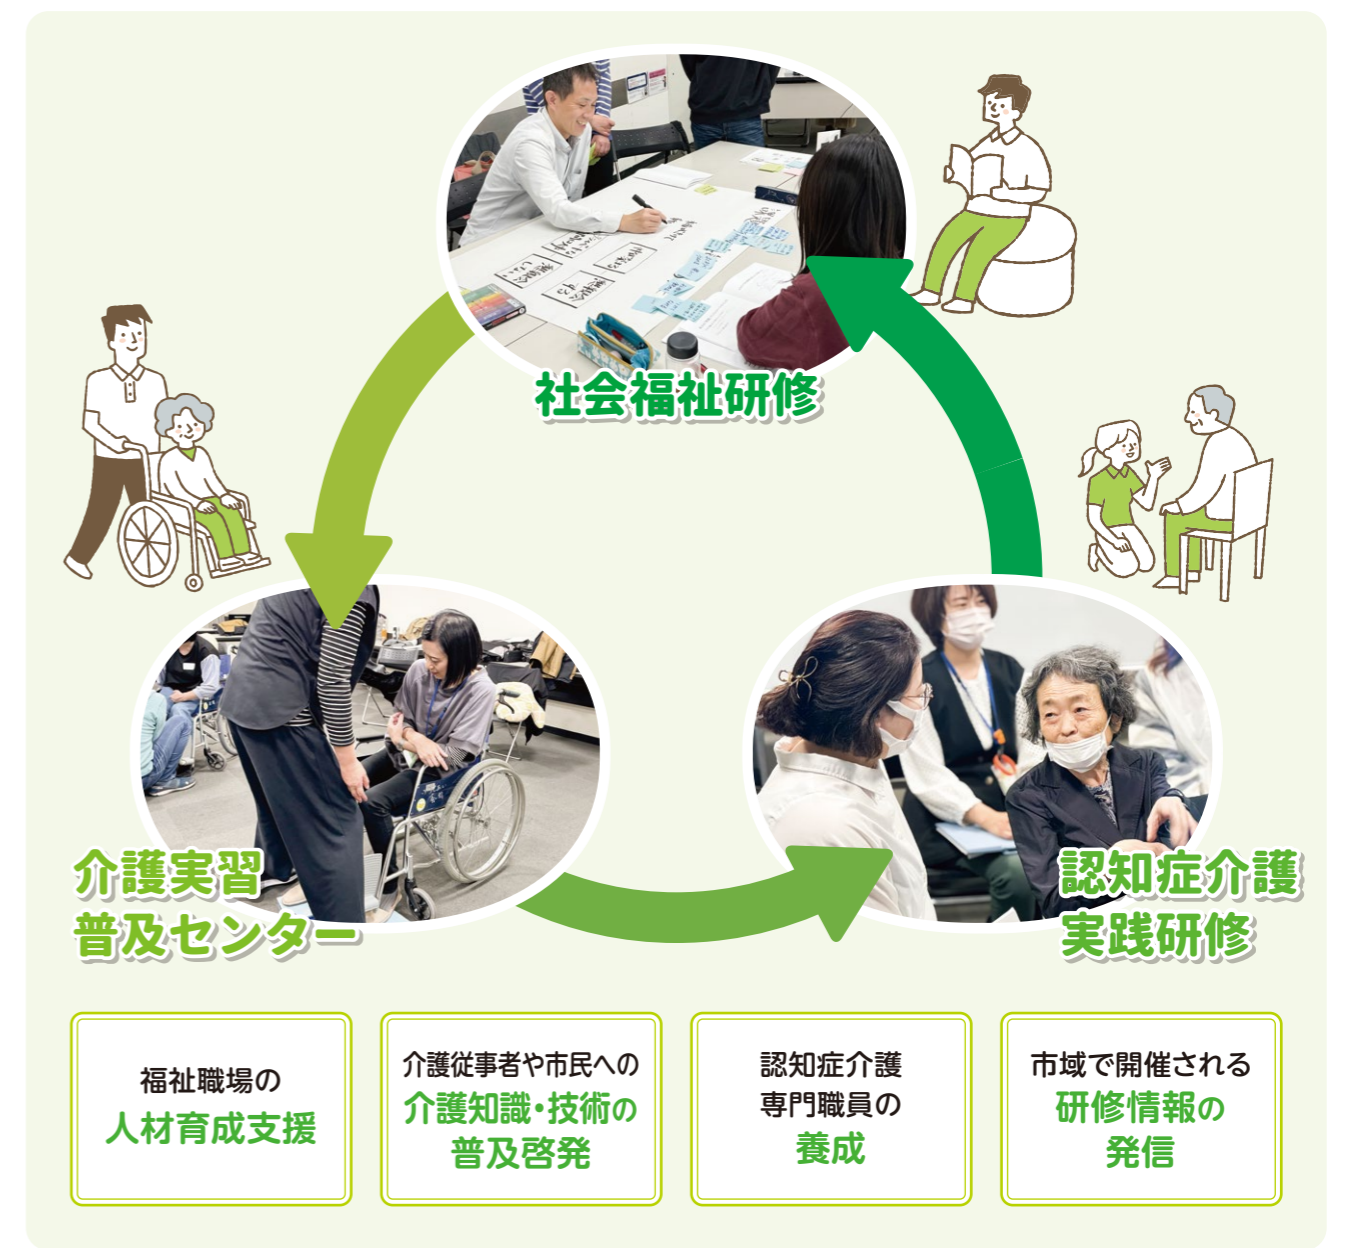 社会福祉研修
介護実習
普及センター
認知症介護
実践研修
福祉職場の
人材育成支援
介護従事者や市民への
介護知識・技術の
普及啓発
認知症介護
専門職員の
養成
市域で開催される
研修情報の
発信